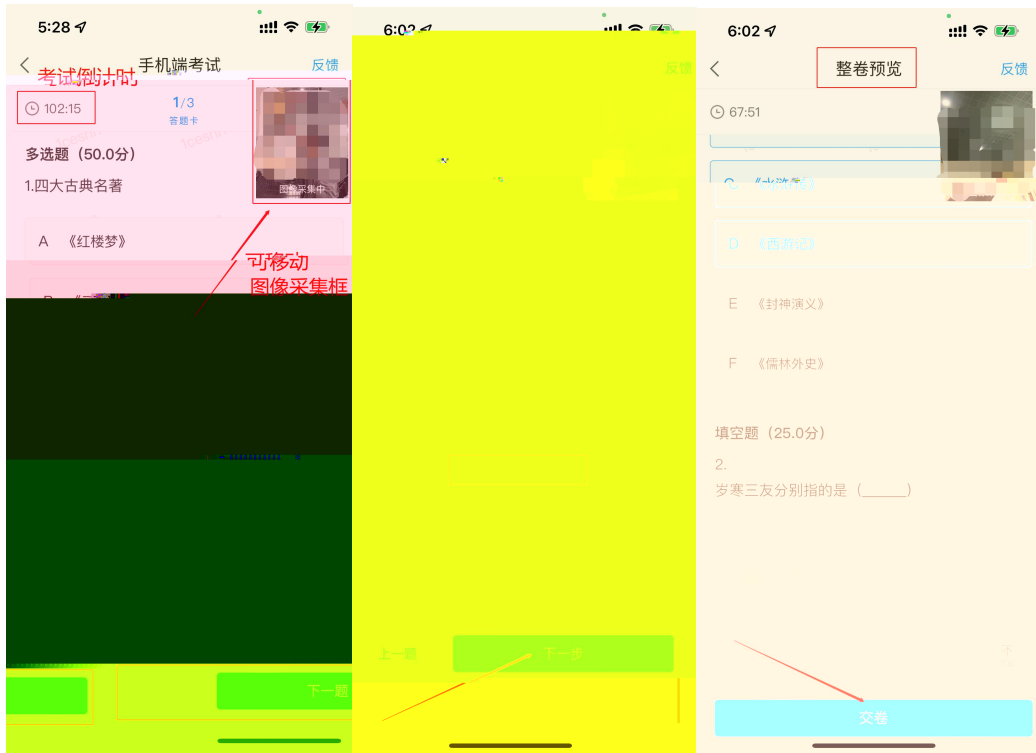 5:28
手机端考试
反馈
考试倒计时
102:15
1/3
答题卡
多选题（50.0分）
1.四大古典名著
图像采集中
A 《红楼梦》
可移动
图像采集框
下一题
6:02
反馈
上一题
下一步
6:02
整卷预览
反馈
67:51
C 《水浒传》
D 《西游记》
E 《封神演义》
F 《儒林外史》
填空题（25.0分）
2.
岁寒三友分别指的是（______）
交卷